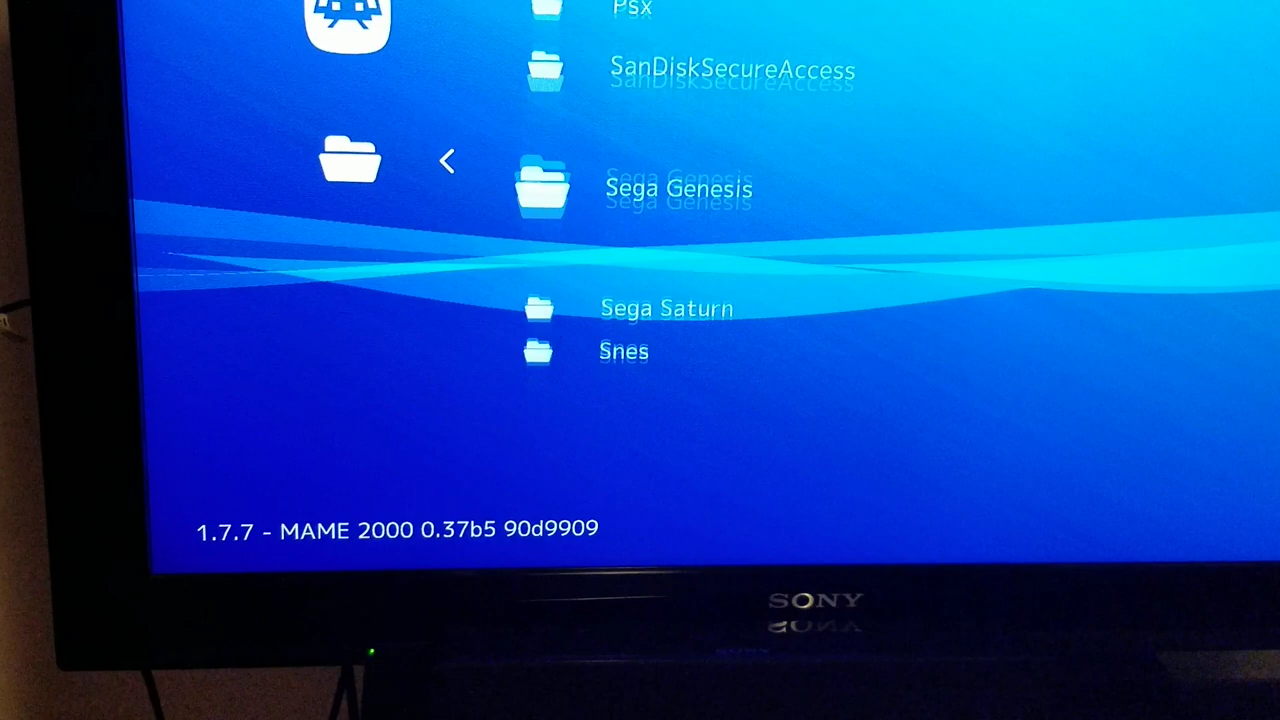 Psx
SanDiskSecureAccess
Sega Genesis
Sega Saturn
Snes
1.7.7 - MAME 2000 0.37b5 90d9909
SONY